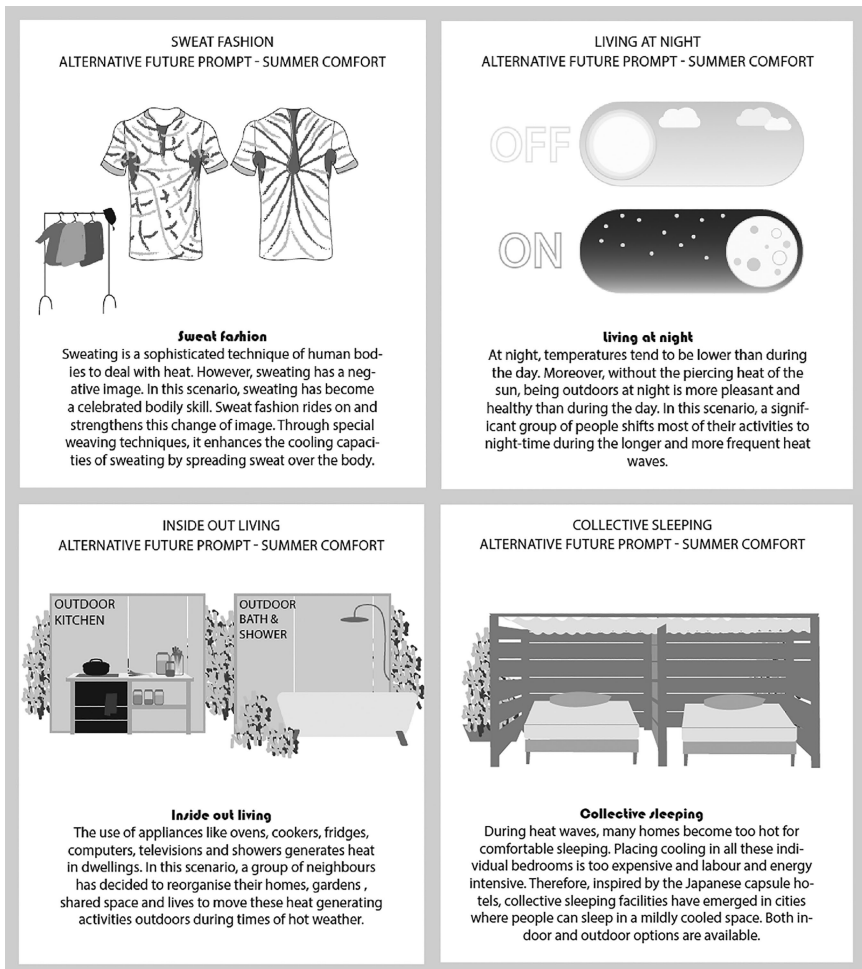 SWEAT FASHION
ALTERNATIVE FUTURE PROMPT - SUMMER COMFORT
Sweat fashion
Sweating is a sophisticated technique of human bod-
ies to deal with heat. However, sweating has a neg-
ative image. In this scenario, sweating has become
a celebrated bodily skill. Sweat fashion rides on and
strengthens this change of image. Through special
weaving techniques, it enhances the cooling capaci-
ties of sweating by spreading sweat over the body.
LIVING AT NIGHT
ALTERNATIVE FUTURE PROMPT - SUMMER COMFORT
OFF
ON
Living at night
At night, temperatures tend to be lower than during
the day. Moreover, without the piercing heat of the
sun, being outdoors at night is more pleasant and
healthy than during the day. In this scenario, a signif-
icant group of people shifts most of their activities to
night-time during the longer and more frequent heat
waves.
INSIDE OUT LIVING
ALTERNATIVE FUTURE PROMPT - SUMMER COMFORT
OUTDOOR
KITCHEN
OUTDOOR
BATH &
SHOWER
Inside out living
The use of appliances like ovens, cookers, fridges,
computers, televisions and showers generates heat
in dwellings. In this scenario, a group of neighbours
has decided to reorganise their homes, gardens ,
shared space and lives to move these heat generating
activities outdoors during times of hot weather.
COLLECTIVE SLEEPING
ALTERNATIVE FUTURE PROMPT - SUMMER COMFORT
Collective sleeping
During heat waves, many homes become too hot for
comfortable sleeping. Placing cooling in all these indi-
vidual bedrooms is too expensive and labour and energy
intensive. Therefore, inspired by the Japanese capsule ho-
tels, collective sleeping facilities have emerged in cities
where people can sleep in a mildly cooled space. Both in-
door and outdoor options are available.